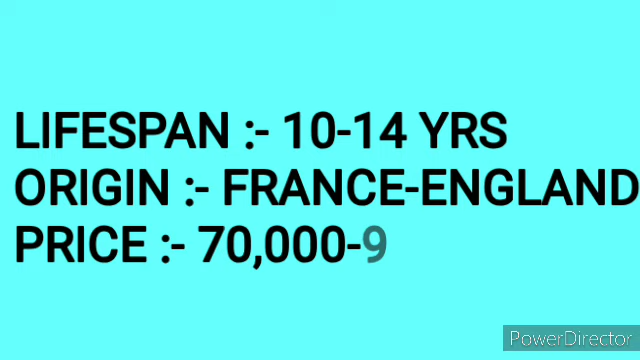 LIFESPAN :- 10-14 YRS
ORIGIN :- FRANCE-ENGLAND
PRICE :- 70,000-9
PowerDirector